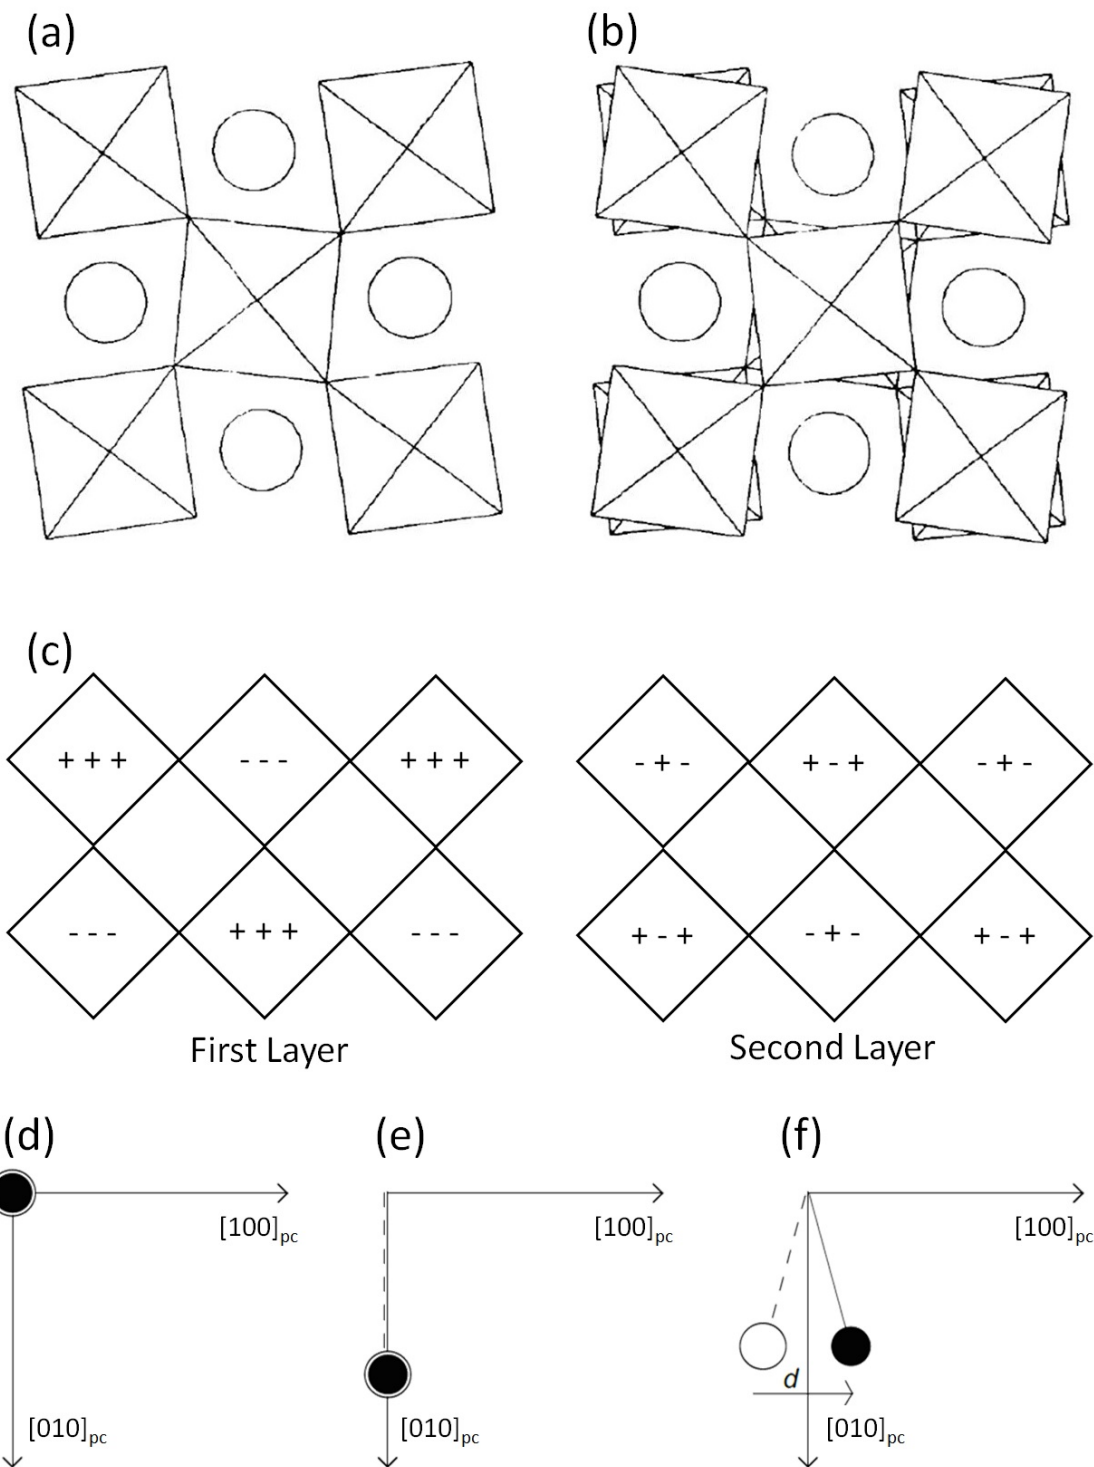 (a) (b)
(c)
+ + + - - - + + + - + - + - + - + -
- - - + + + - - - + - + - + - + - +
First Layer Second Layer
(d) (e) (f)
[100]pc [100]pc [100]pc
d
[010]pc [010]pc [010]pc